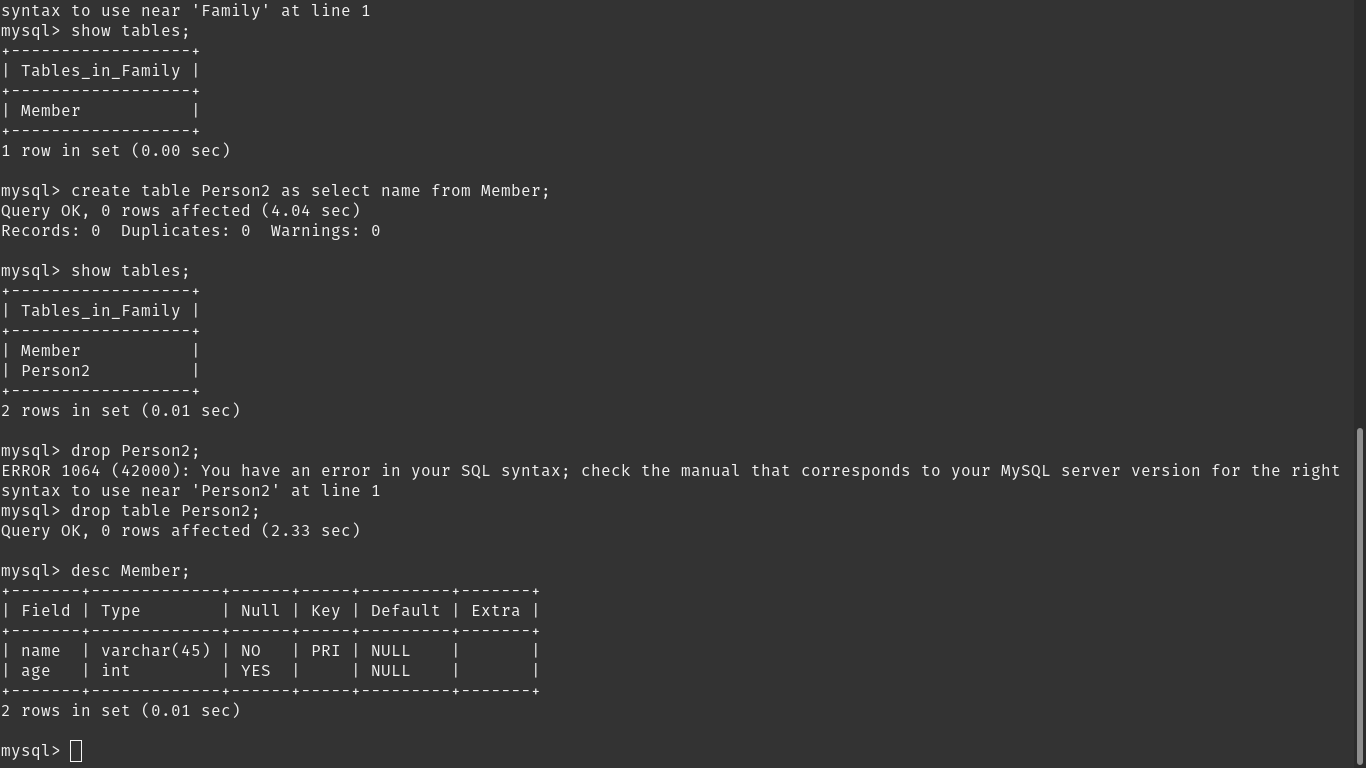 syntax to use near 'Family' at line 1
mysql> show tables;
+------------------+
| Tables_in_Family |
+------------------+
| Member           |
+------------------+
1 row in set (0.00 sec)

mysql> create table Person2 as select name from Member;
Query OK, 0 rows affected (4.04 sec)
Records: 0  Duplicates: 0  Warnings: 0

mysql> show tables;
+------------------+
| Tables_in_Family |
+------------------+
| Member           |
| Person2          |
+------------------+
2 rows in set (0.01 sec)

mysql> drop Person2;
ERROR 1064 (42000): You have an error in your SQL syntax; check the manual that corresponds to your MySQL server version for the right
syntax to use near 'Person2' at line 1
mysql> drop table Person2;
Query OK, 0 rows affected (2.33 sec)

mysql> desc Member;
+-------+-------------+------+-----+---------+-------+
| Field | Type        | Null | Key | Default | Extra |
+-------+-------------+------+-----+---------+-------+
| name  | varchar(45) | NO   | PRI | NULL    |       |
| age   | int         | YES  |     | NULL    |       |
+-------+-------------+------+-----+---------+-------+
2 rows in set (0.01 sec)

mysql>